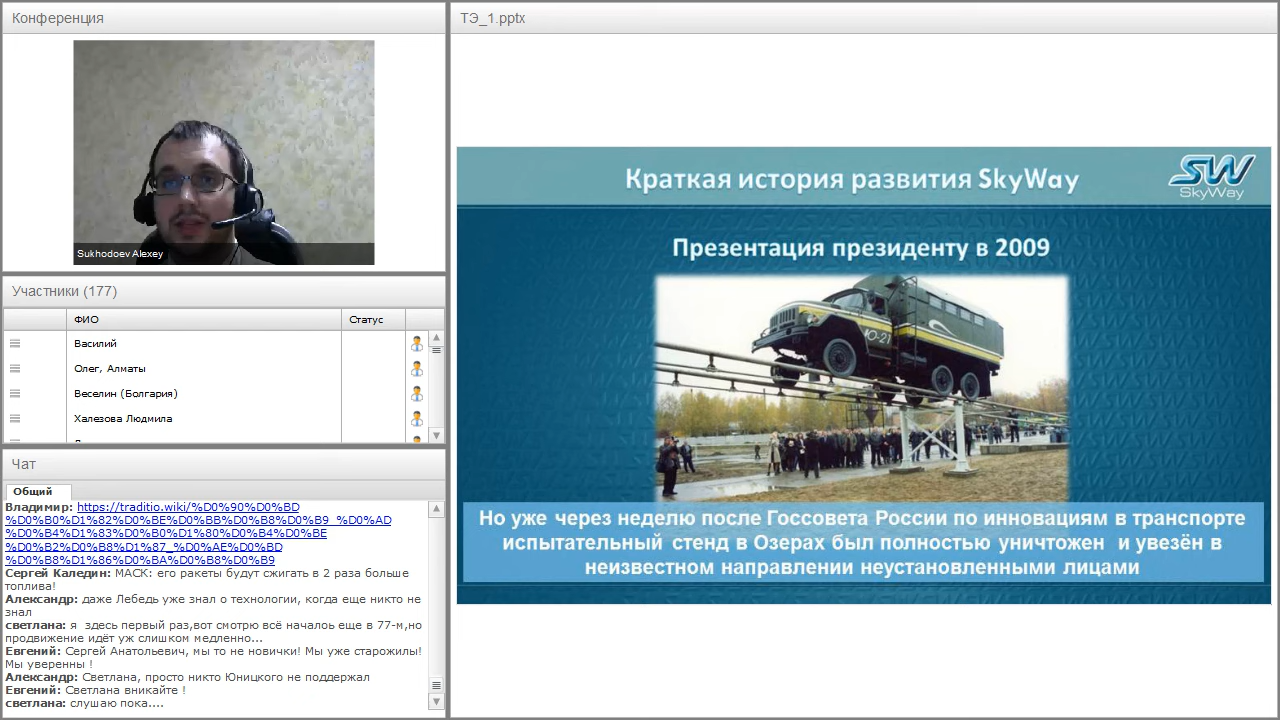 Конференция
Sukhodoev Alexey
Участники (177)
ФИО
Статус
Василий
Олег, Алматы
Веселин (Болгария)
Халезова Людмила
Чат
Общий
Владимир: https://traditio.wiki/%D0%90%D0%BD
%D0%B0%D1%82%D0%BE%D0%BB%D0%B8%D0%B9_%D0%AD
%D0%B4%D1%83%D0%B0%D1%80%D0%B4%D0%BE
%D0%B2%D0%B8%D1%87_%D0%AE%D0%BD
%D0%B8%D1%86%D0%BA%D0%B8%D0%B9
Сергей Каледин: МАСК: его ракеты будут сжигать в 2 раза больше
топлива!
Александр: даже Лебедь уже знал о технологии, когда еще никто не
знал
светлана: я здесь первый раз,вот смотрю всё началоь еще в 77-м,но
продвижение идёт уж слишком медленно...
Евгений: Сергей Анатольевич, мы то не новички! Мы уже старожилы!
Мы уверенны !
Александр: Светлана, просто никто Юницкого не поддержал
Евгений: Светлана вникайте !
светлана: слушаю пока....
ТЭ_1.pptx
Краткая история развития SkyWay
SW
SkyWay
Презентация президенту в 2009
Ю-21
Но уже через неделю после Госсовета России по инновациям в транспорте
испытательный стенд в Озерах был полностью уничтожен и увезён в
неизвестном направлении неустановленными лицами